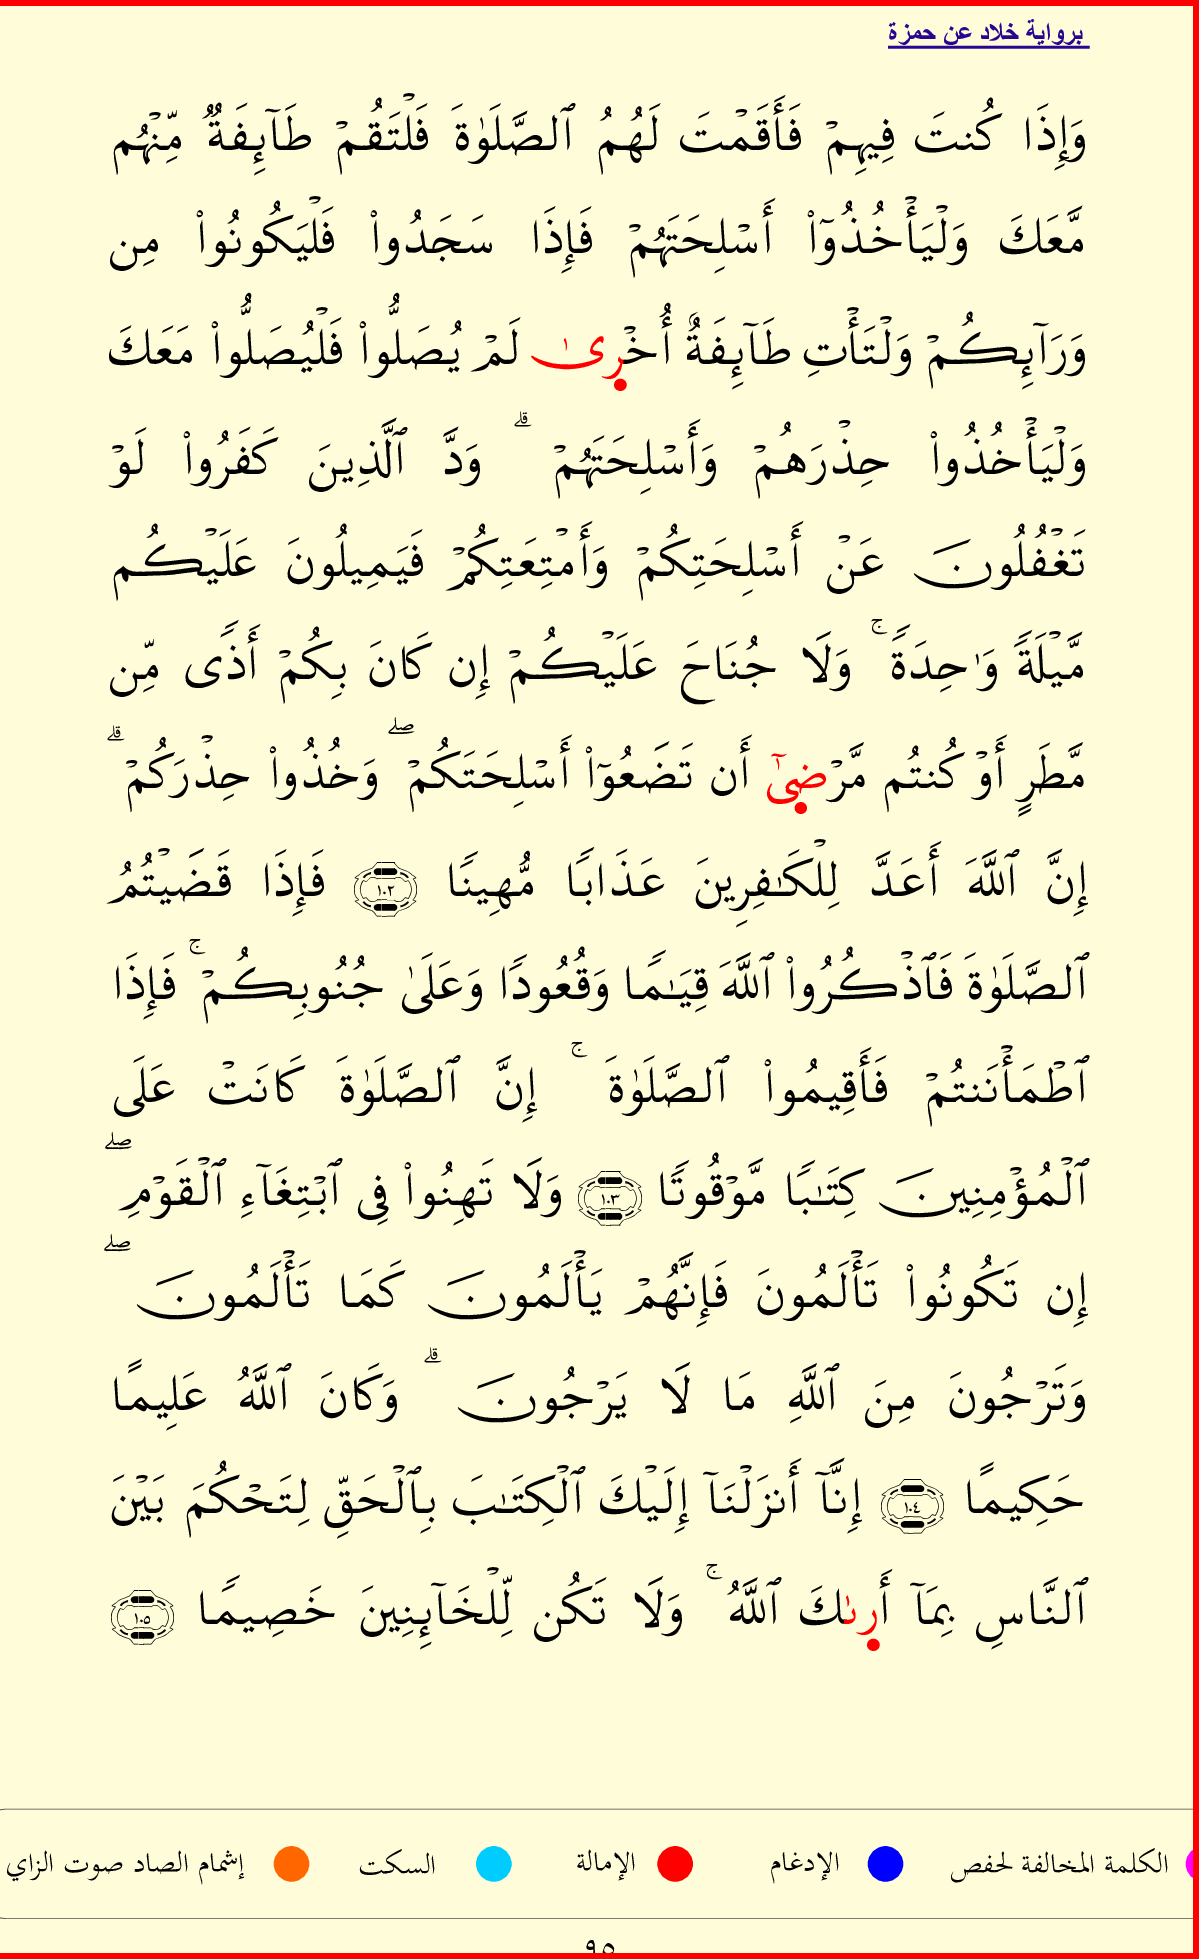 برواية خلاد عن حمزة
وَإِذَا كُنتَ فِيهِمْ فَأَقَمْتَ لَهُمُ ٱلصَّلَوٰةَ فَلْتَقُمْ طَآئِفَةٌ مِّنْهُم
مَّعَكَ وَلْيَأْخُذُوٓا۟ أَسْلِحَتَهُمْ فَإِذَا سَجَدُوا۟ فَلْيَكُونُوا۟ مِن
وَرَآئِكُمْ وَلْتَأْتِ طَآئِفَةٌ أُخْرِىٰ لَمْ يُصَلُّوا۟ فَلْيُصَلُّوا۟ مَعَكَ
وَلْيَأْخُذُوا۟ حِذْرَهُمْ وَأَسْلِحَتَهُمْ ۗ وَدَّ ٱلَّذِينَ كَفَرُوا۟ لَوْ
تَغْفُلُونَ عَنْ أَسْلِحَتِكُمْ وَأَمْتِعَتِكُمْ فَيَمِيلُونَ عَلَيْكُم
مَّيْلَةً وَٰحِدَةً ۚ وَلَا جُنَاحَ عَلَيْكُمْ إِن كَانَ بِكُمْ أَذًى مِّن
مَّطَرٍ أَوْ كُنتُم مَّرْضِىٓ أَن تَضَعُوٓا۟ أَسْلِحَتَكُمْ ۖ وَخُذُوا۟ حِذْرَكُمْ ۗ
إِنَّ ٱللَّهَ أَعَدَّ لِلْكَـٰفِرِينَ عَذَابًا مُّهِينًا ١٠٢ فَإِذَا قَضَيْتُمُ
ٱلصَّلَوٰةَ فَٱذْكُرُوا۟ ٱللَّهَ قِيَـٰمًا وَقُعُودًا وَعَلَىٰ جُنُوبِكُمْ ۚ فَإِذَا
ٱطْمَأْنَنتُمْ فَأَقِيمُوا۟ ٱلصَّلَوٰةَ ۚ إِنَّ ٱلصَّلَوٰةَ كَانَتْ عَلَى
ٱلْمُؤْمِنِينَ كِتَـٰبًا مَّوْقُوتًا ١٠٣ وَلَا تَهِنُوا۟ فِى ٱبْتِغَآءِ ٱلْقَوْمِ ۖ
إِن تَكُونُوا۟ تَأْلَمُونَ فَإِنَّهُمْ يَأْلَمُونَ كَمَا تَأْلَمُونَ ۖ
وَتَرْجُونَ مِنَ ٱللَّهِ مَا لَا يَرْجُونَ ۗ وَكَانَ ٱللَّهُ عَلِيمًا
حَكِيمًا ١٠٤ إِنَّآ أَنزَلْنَآ إِلَيْكَ ٱلْكِتَـٰبَ بِٱلْحَقِّ لِتَحْكُمَ بَيْنَ
ٱلنَّاسِ بِمَآ أَرِىٰكَ ٱللَّهُ ۚ وَلَا تَكُن لِّلْخَآئِنِينَ خَصِيمًا ١٠٥
الكلمة المخالفة لحفص الإدغام الإمالة السكت إشمام الصاد صوت الزاي
٩٥